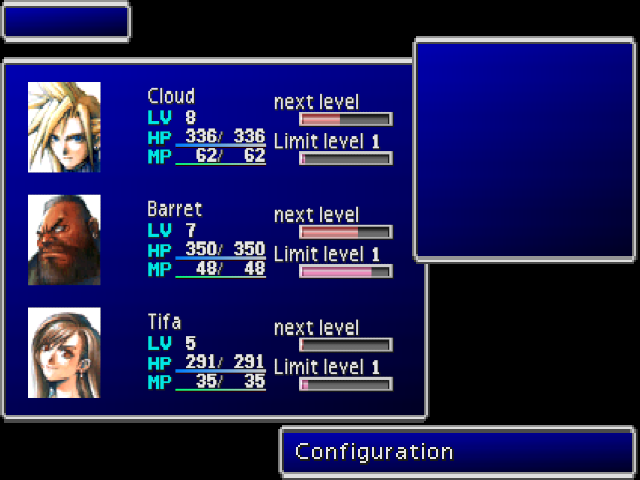 Cloud
next level
LV 8
HP 336/ 336
Limit level 1
MP 62/ 62
Barret
next level
LV 7
HP 350/ 350
Limit level 1
MP 48/ 48
Tifa
next level
LV 5
HP 291/ 291
Limit level 1
MP 35/ 35
Configuration